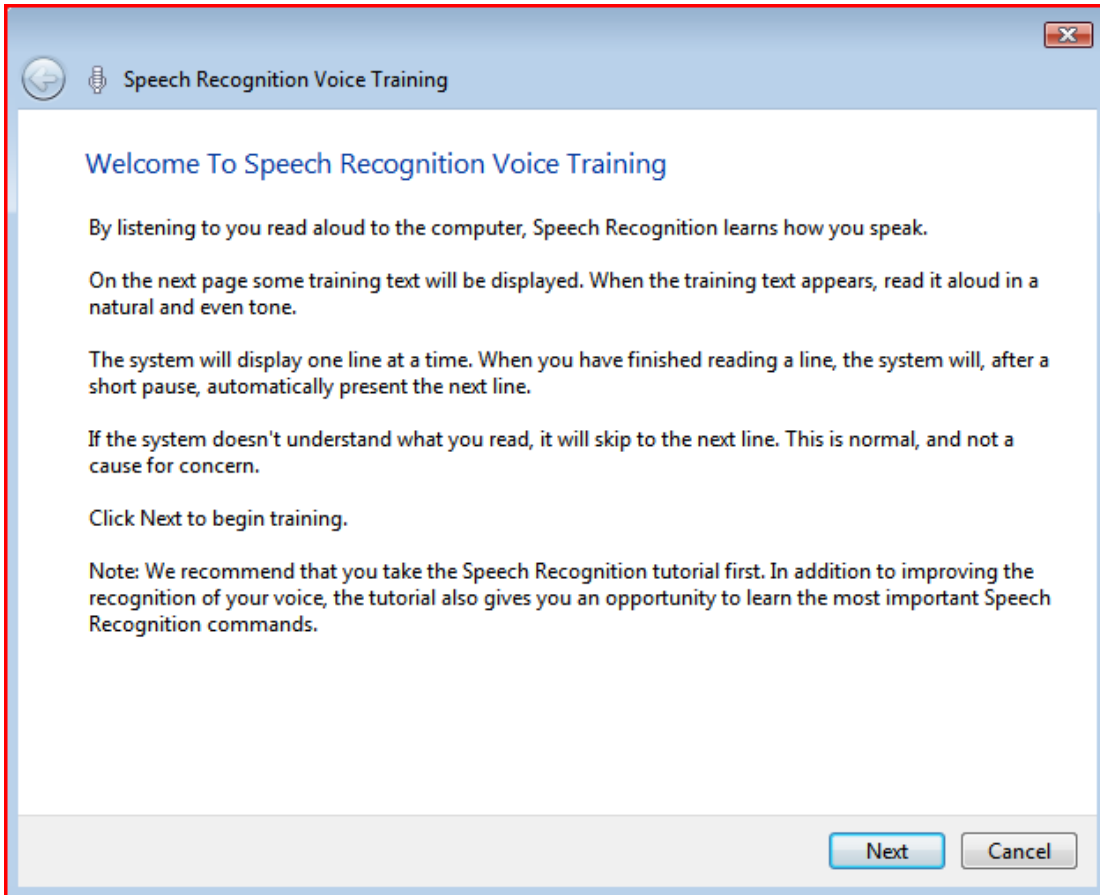 Speech Recognition Voice Training
Welcome To Speech Recognition Voice Training
By listening to you read aloud to the computer, Speech Recognition learns how you speak.
On the next page some training text will be displayed. When the training text appears, read it aloud in a
natural and even tone.
The system will display one line at a time. When you have finished reading a line, the system will, after a
short pause, automatically present the next line.
If the system doesn't understand what you read, it will skip to the next line. This is normal, and not a
cause for concern.
Click Next to begin training.
Note: We recommend that you take the Speech Recognition tutorial first. In addition to improving the
recognition of your voice, the tutorial also gives you an opportunity to learn the most important Speech
Recognition commands.
Next Cancel